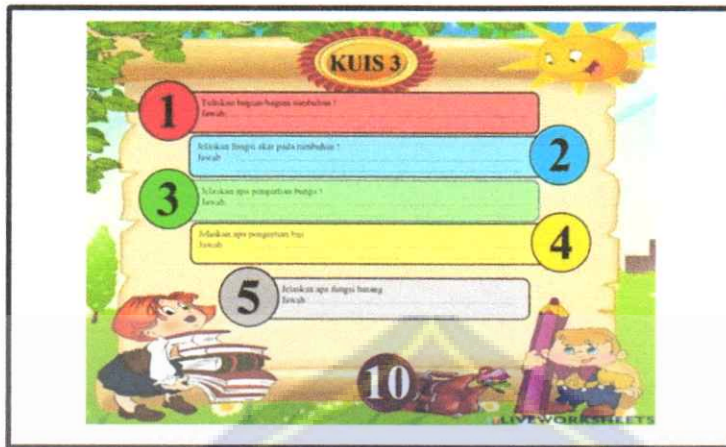 KUIS 3
1
Tuliskan bagian-bagian tumbuhan !
Jawab
Jelaskan fungsi akar pada tumbuhan !
Jawab
2
3
Jelaskan apa pengertian bunga !
Jawab
Jelaskan apa pengertian biji
Jawab
4
5
Jelaskan apa fungsi batang
Jawab
10
LIVEWORKSHEETS